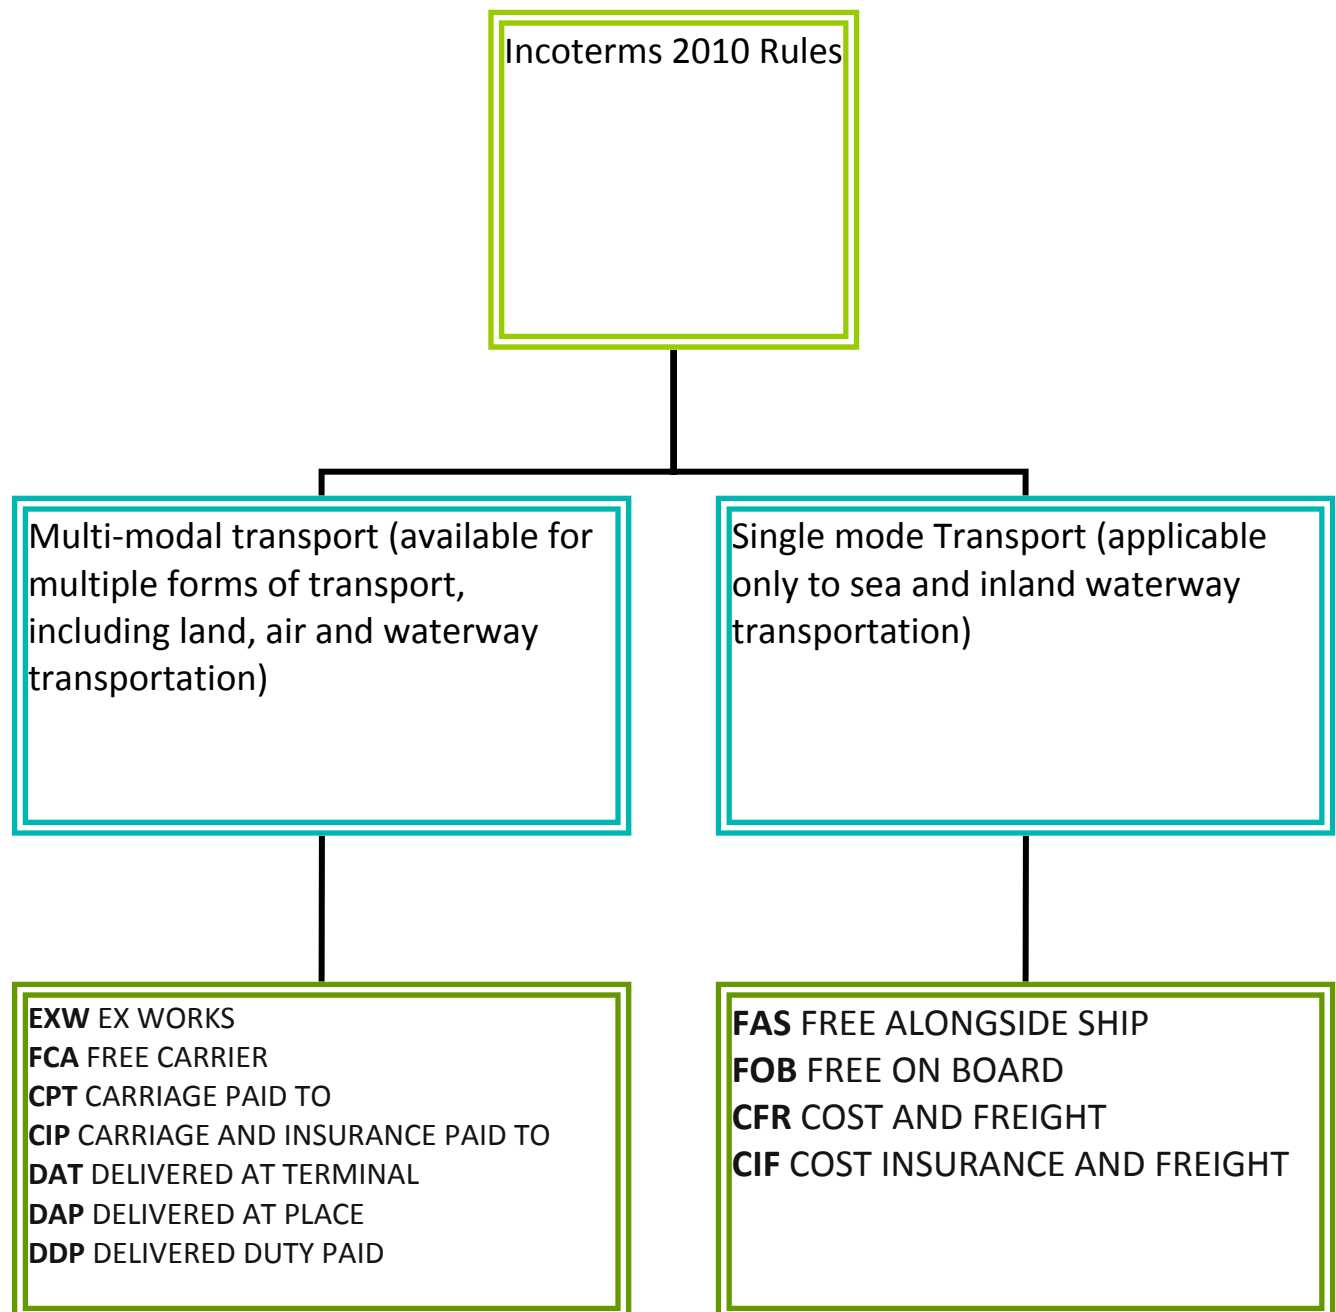 Incoterms 2010 Rules
Multi-modal transport (available for
multiple forms of transport,
including land, air and waterway
transportation)
Single mode Transport (applicable
only to sea and inland waterway
transportation)
EXW EX WORKS
FCA FREE CARRIER
CPT CARRIAGE PAID TO
CIP CARRIAGE AND INSURANCE PAID TO
DAT DELIVERED AT TERMINAL
DAP DELIVERED AT PLACE
DDP DELIVERED DUTY PAID
FAS FREE ALONGSIDE SHIP
FOB FREE ON BOARD
CFR COST AND FREIGHT
CIF COST INSURANCE AND FREIGHT